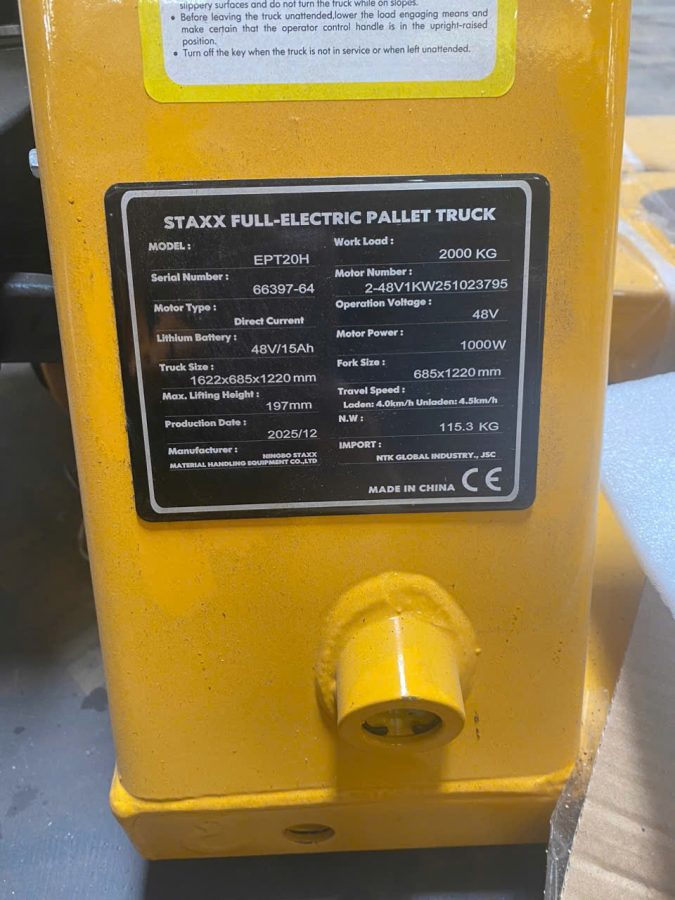 slippery surfaces and do not turn the truck while on slopes.
• Before leaving the truck unattended,lower the load engaging means and
make certain that the operator control handle is in the upright-raised
position.
• Turn off the key when the truck is not in service or when left unattended.
STAXX FULL-ELECTRIC PALLET TRUCK
MODEL :
EPT20H
Serial Number :
66397-64
Motor Type :
Direct Current
Lithium Battery :
48V/15Ah
Truck Size :
1622x685x1220 mm
Max. Lifting Height :
197mm
Production Date :
2025/12
Manufacturer :
NINGBO STAXX
MATERIAL HANDLING EQUIPMENT CO.,LTD
Work Load :
2000 KG
Motor Number :
2-48V1KW251023795
Operation Voltage :
48V
Motor Power :
1000W
Fork Size :
685x1220 mm
Travel Speed :
Laden: 4.0km/h Unladen: 4.5km/h
N.W :
115.3 KG
IMPORT :
NTK GLOBAL INDUSTRY., JSC
MADE IN CHINA CE